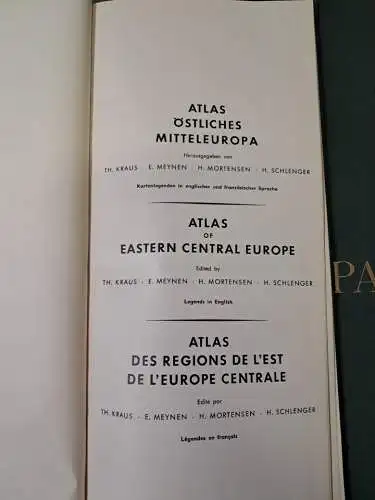 ATLAS
ÖSTLICHES
MITTELEUROPA
Herausgegeben von
TH. KRAUS · E. MEYNEN · H. MORTENSEN · H. SCHLENGER
Kartenlegenden in englischer und französischer Sprache
ATLAS
OF
EASTERN CENTRAL EUROPE
Edited by
TH. KRAUS · E. MEYNEN · H. MORTENSEN · H. SCHLENGER
Legends in English
ATLAS
DES REGIONS DE L'EST
DE L'EUROPE CENTRALE
Edité par
TH. KRAUS · E. MEYNEN · H. MORTENSEN · H. SCHLENGER
Légendes en français
PA